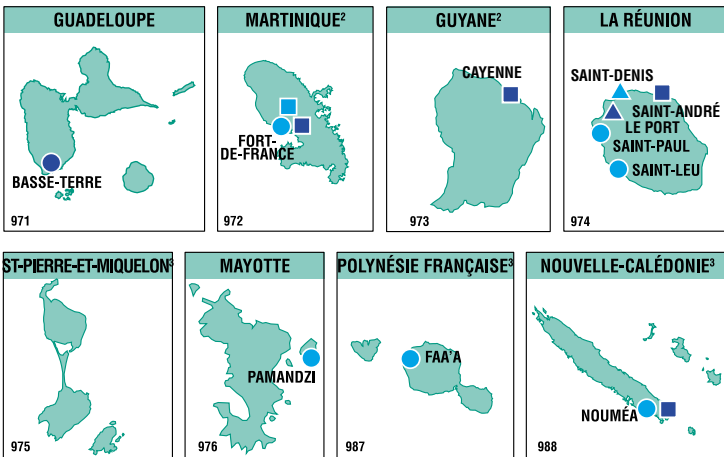 GUADELOUPE
BASSE-TERRE
971
MARTINIQUE²
FORT-
DE-FRANCE
972
GUYANE²
CAYENNE
973
LA RÉUNION
SAINT-DENIS
SAINT-ANDRÉ
LE PORT
SAINT-PAUL
SAINT-LEU
974
ST-PIERRE-ET-MIQUELON³
975
MAYOTTE
PAMANDZI
976
POLYNÉSIE FRANÇAISE³
FAA'A
987
NOUVELLE-CALÉDONIE³
NOUMÉA
988